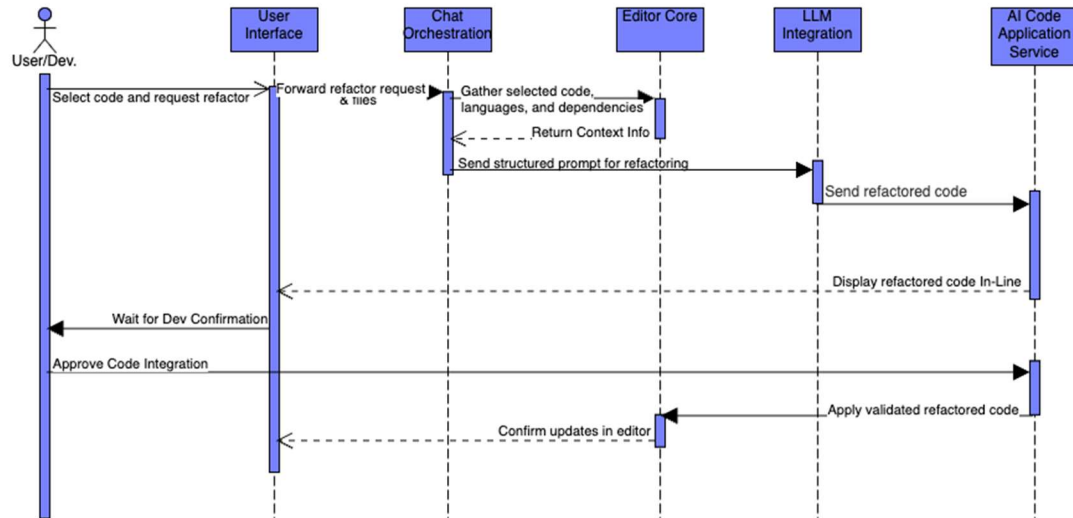 User
Interface
Chat
Orchestration
Editor Core
LLM
Integration
AI Code
Application
Service
User/Dev.
Select code and request refactor
Forward refactor request
& files
Gather selected code,
languages, and dependencies
Return Context Info
Send structured prompt for refactoring
Send refactored code
Display refactored code In-Line
Wait for Dev Confirmation
Approve Code Integration
Apply validated refactored code
Confirm updates in editor